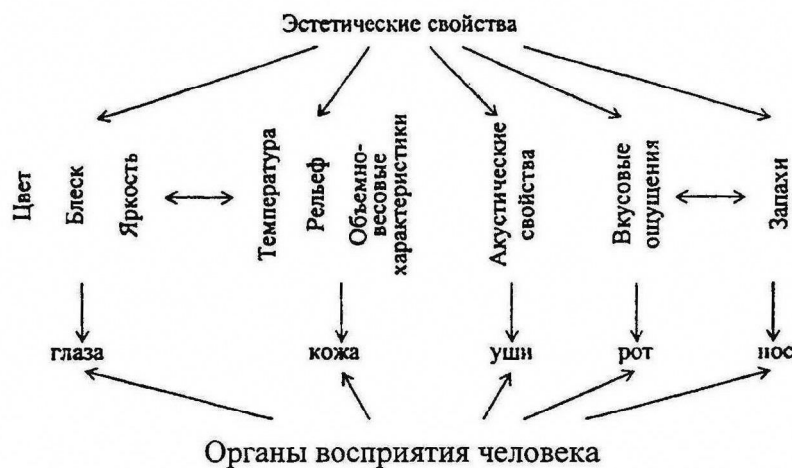 Эстетические свойства
Цвет
Блеск
Яркость
Температура
Рельеф
Объемно-
весовые
характеристики
Акустические
свойства
Вкусовые
ощущения
Запахи
глаза
кожа
уши
рот
нос
Органы восприятия человека